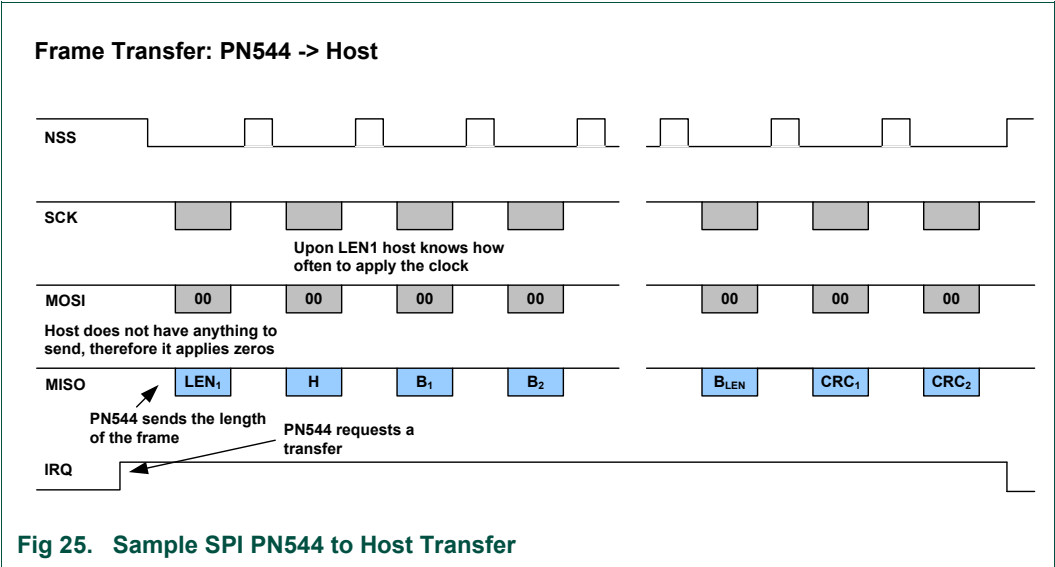 Frame Transfer: PN544 -> Host
NSS
SCK
Upon LEN1 host knows how
often to apply the clock
MOSI 00 00 00 00 00 00 00
Host does not have anything to
send, therefore it applies zeros
MISO LEN₁ H B₁ B₂ B_LEN CRC₁ CRC₂
PN544 sends the length
of the frame
PN544 requests a
transfer
IRQ
Fig 25. Sample SPI PN544 to Host Transfer